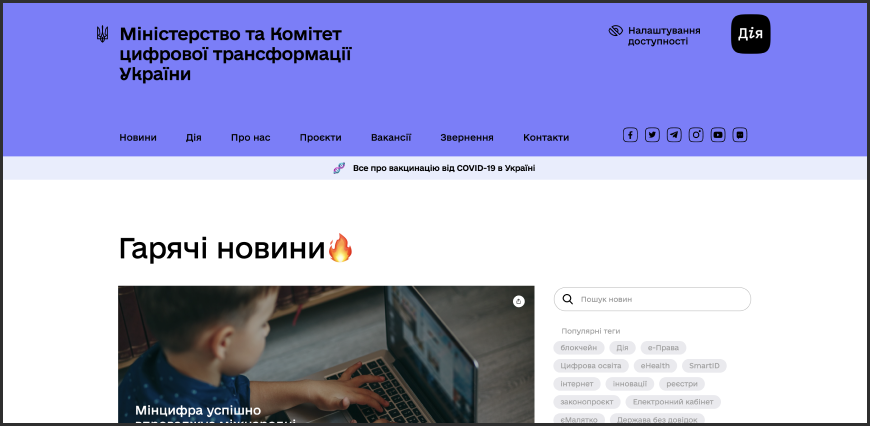 Міністерство та Комітет
цифрової трансформації
України
Налаштування
доступності
Дія
Новини Дія Про нас Проєкти Вакансії Звернення Контакти
Все про вакцинацію від COVID-19 в Україні
Гарячі новини
Пошук новин
Популярні теги
блокчейн Дія е-Права
Цифрова освіта eHealth SmartID
інтернет інновації реєстри
законопроєкт Електронний кабінет
єМалятко Держава без довідок
Мінцифра успішно